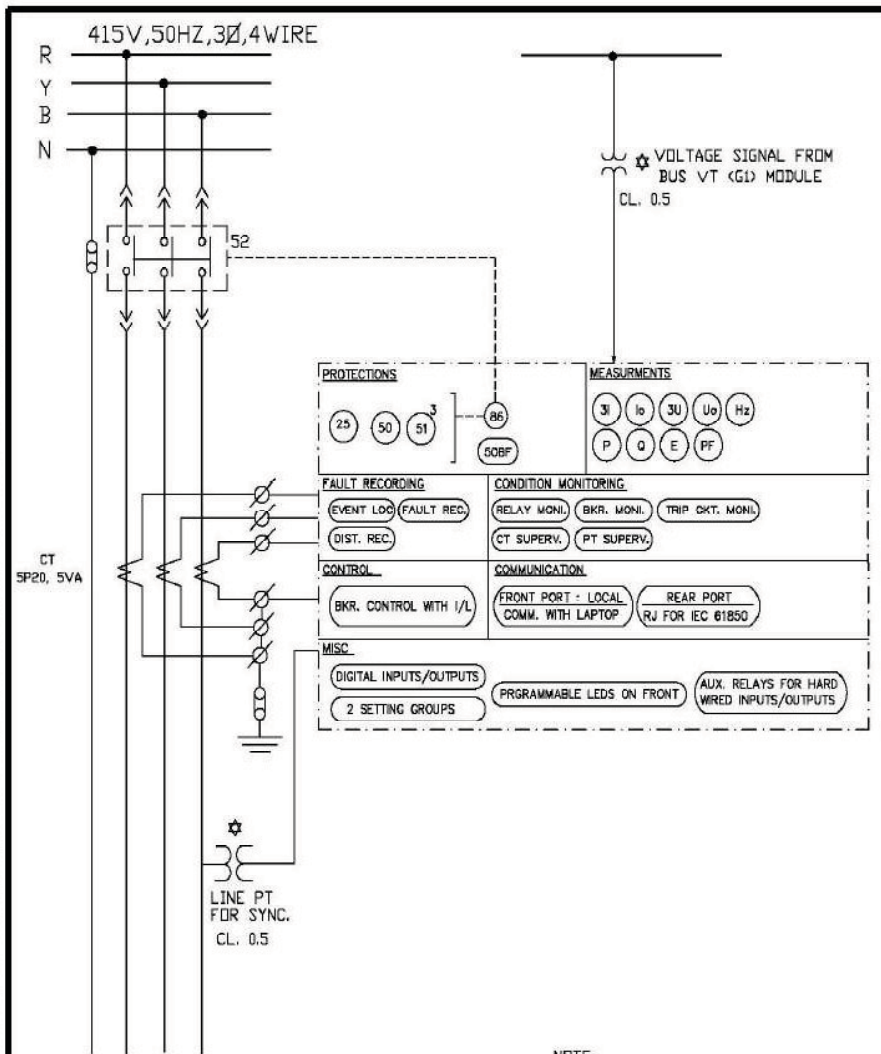 415V,50HZ,3Ø,4WIRE
R
Y
B
N
VOLTAGE SIGNAL FROM
BUS VT (G1) MODULE
CL. 0.5
52
PROTECTIONS
25
50
51
3
86
50BF
MEASURMENTS
3I
Io
3U
Uo
Hz
P
Q
E
PF
FAULT RECORDING
EVENT LOG
FAULT REC.
DIST. REC.
CONDITION MONITORING
RELAY MONI.
BKR. MONI.
TRIP CKT. MONI.
CT SUPERV.
PT SUPERV.
CT
5P20, 5VA
CONTROL
BKR. CONTROL WITH I/L
COMMUNICATION
FRONT PORT : LOCAL
COMM. WITH LAPTOP
REAR PORT
RJ FOR IEC 61850
MISC
DIGITAL INPUTS/OUTPUTS
2 SETTING GROUPS
PRGRAMMABLE LEDS ON FRONT
AUX. RELAYS FOR HARD
WIRED INPUTS/OUTPUTS
LINE PT
FOR SYNC.
CL. 0.5
NOTE